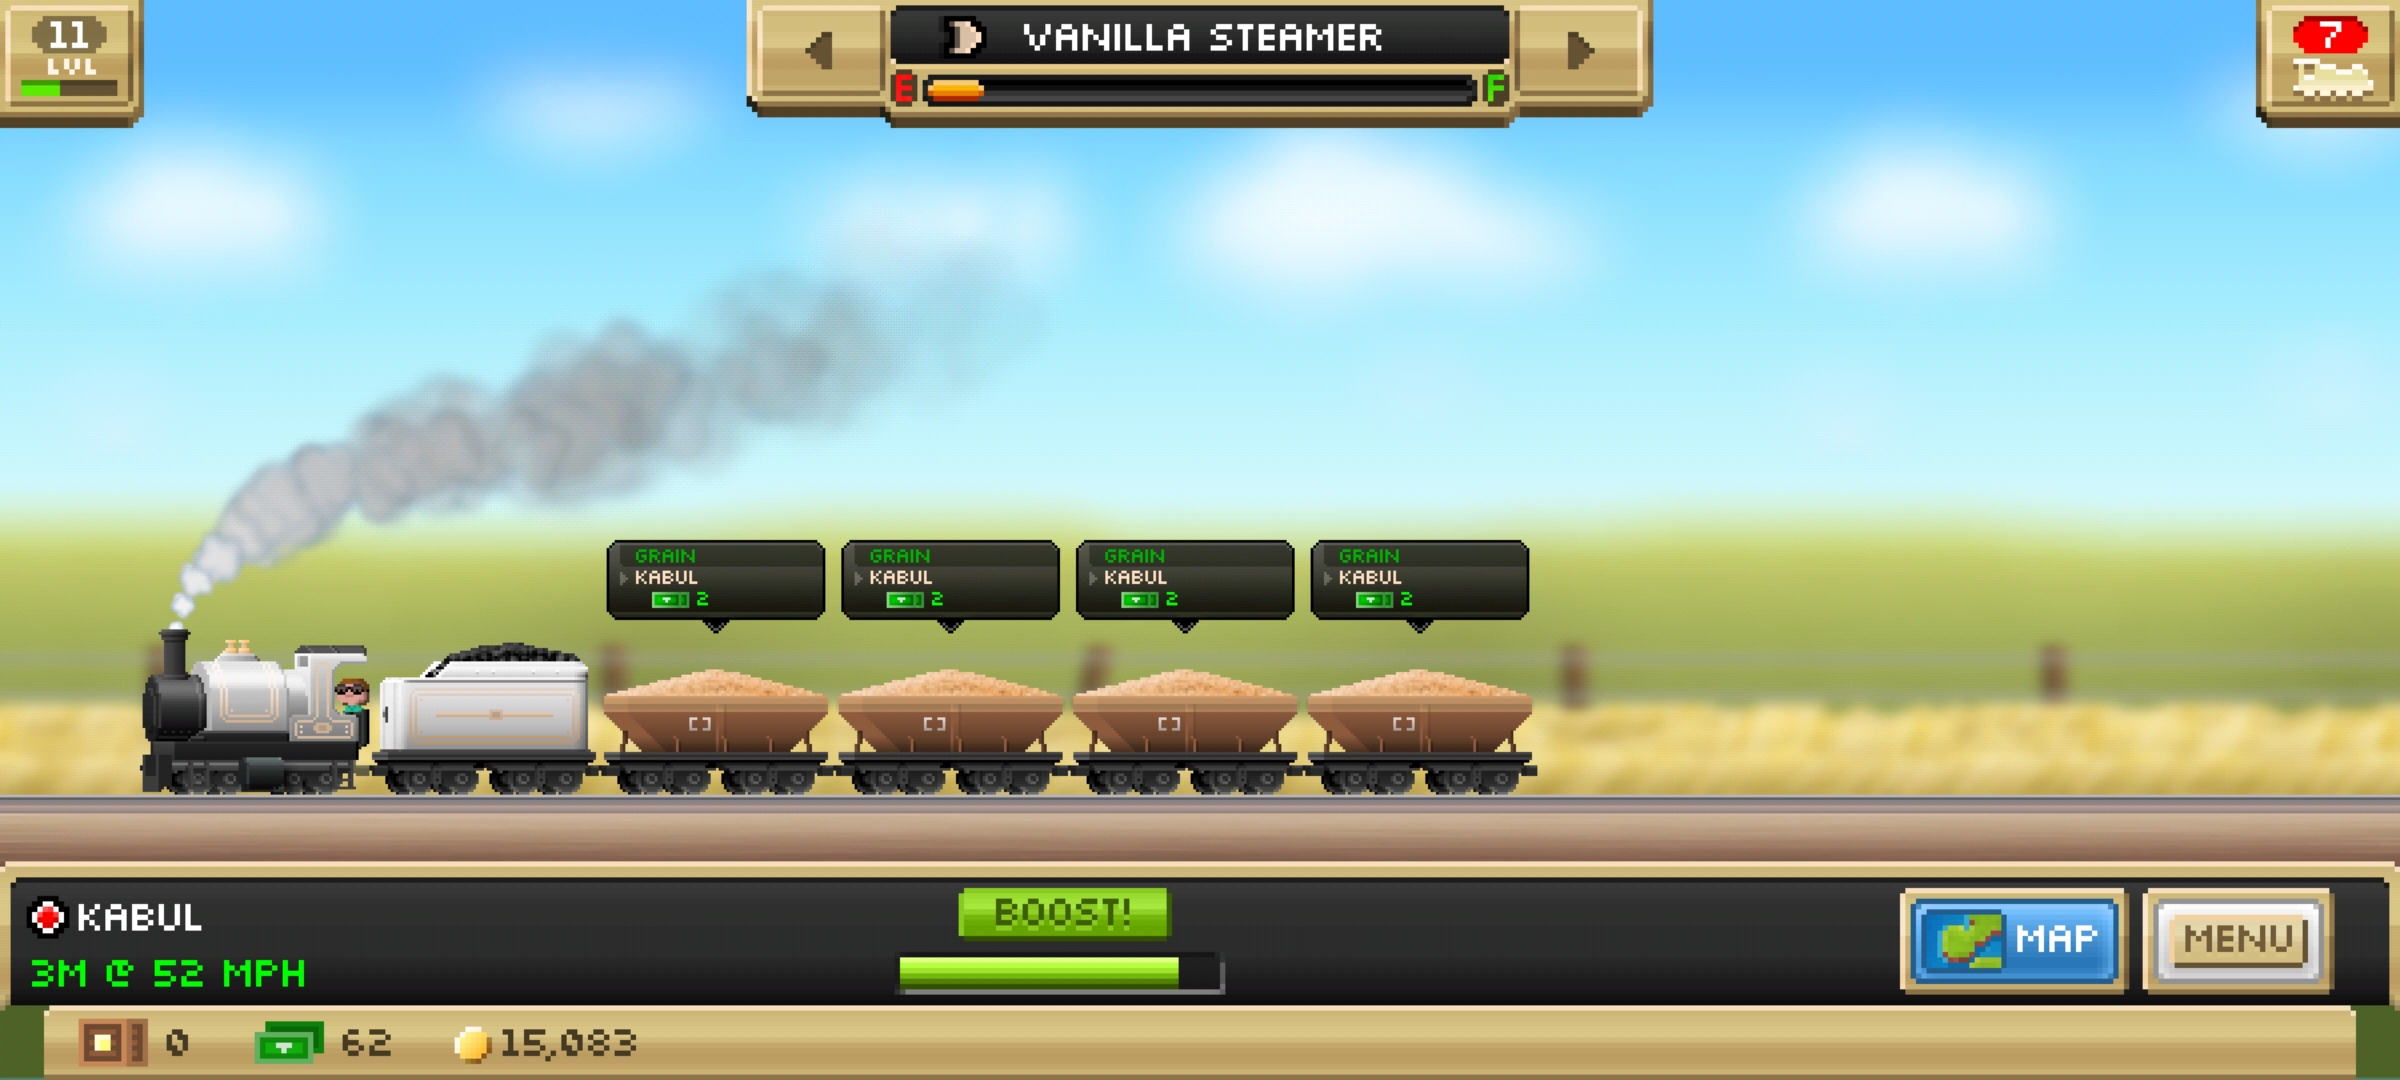 11
LVL
VANILLA STEAMER
E F
7
GRAIN
KABUL
2
GRAIN
KABUL
2
GRAIN
KABUL
2
GRAIN
KABUL
2
KABUL
3M @ 52 MPH
BOOST!
MAP
MENU
0
62
15,083